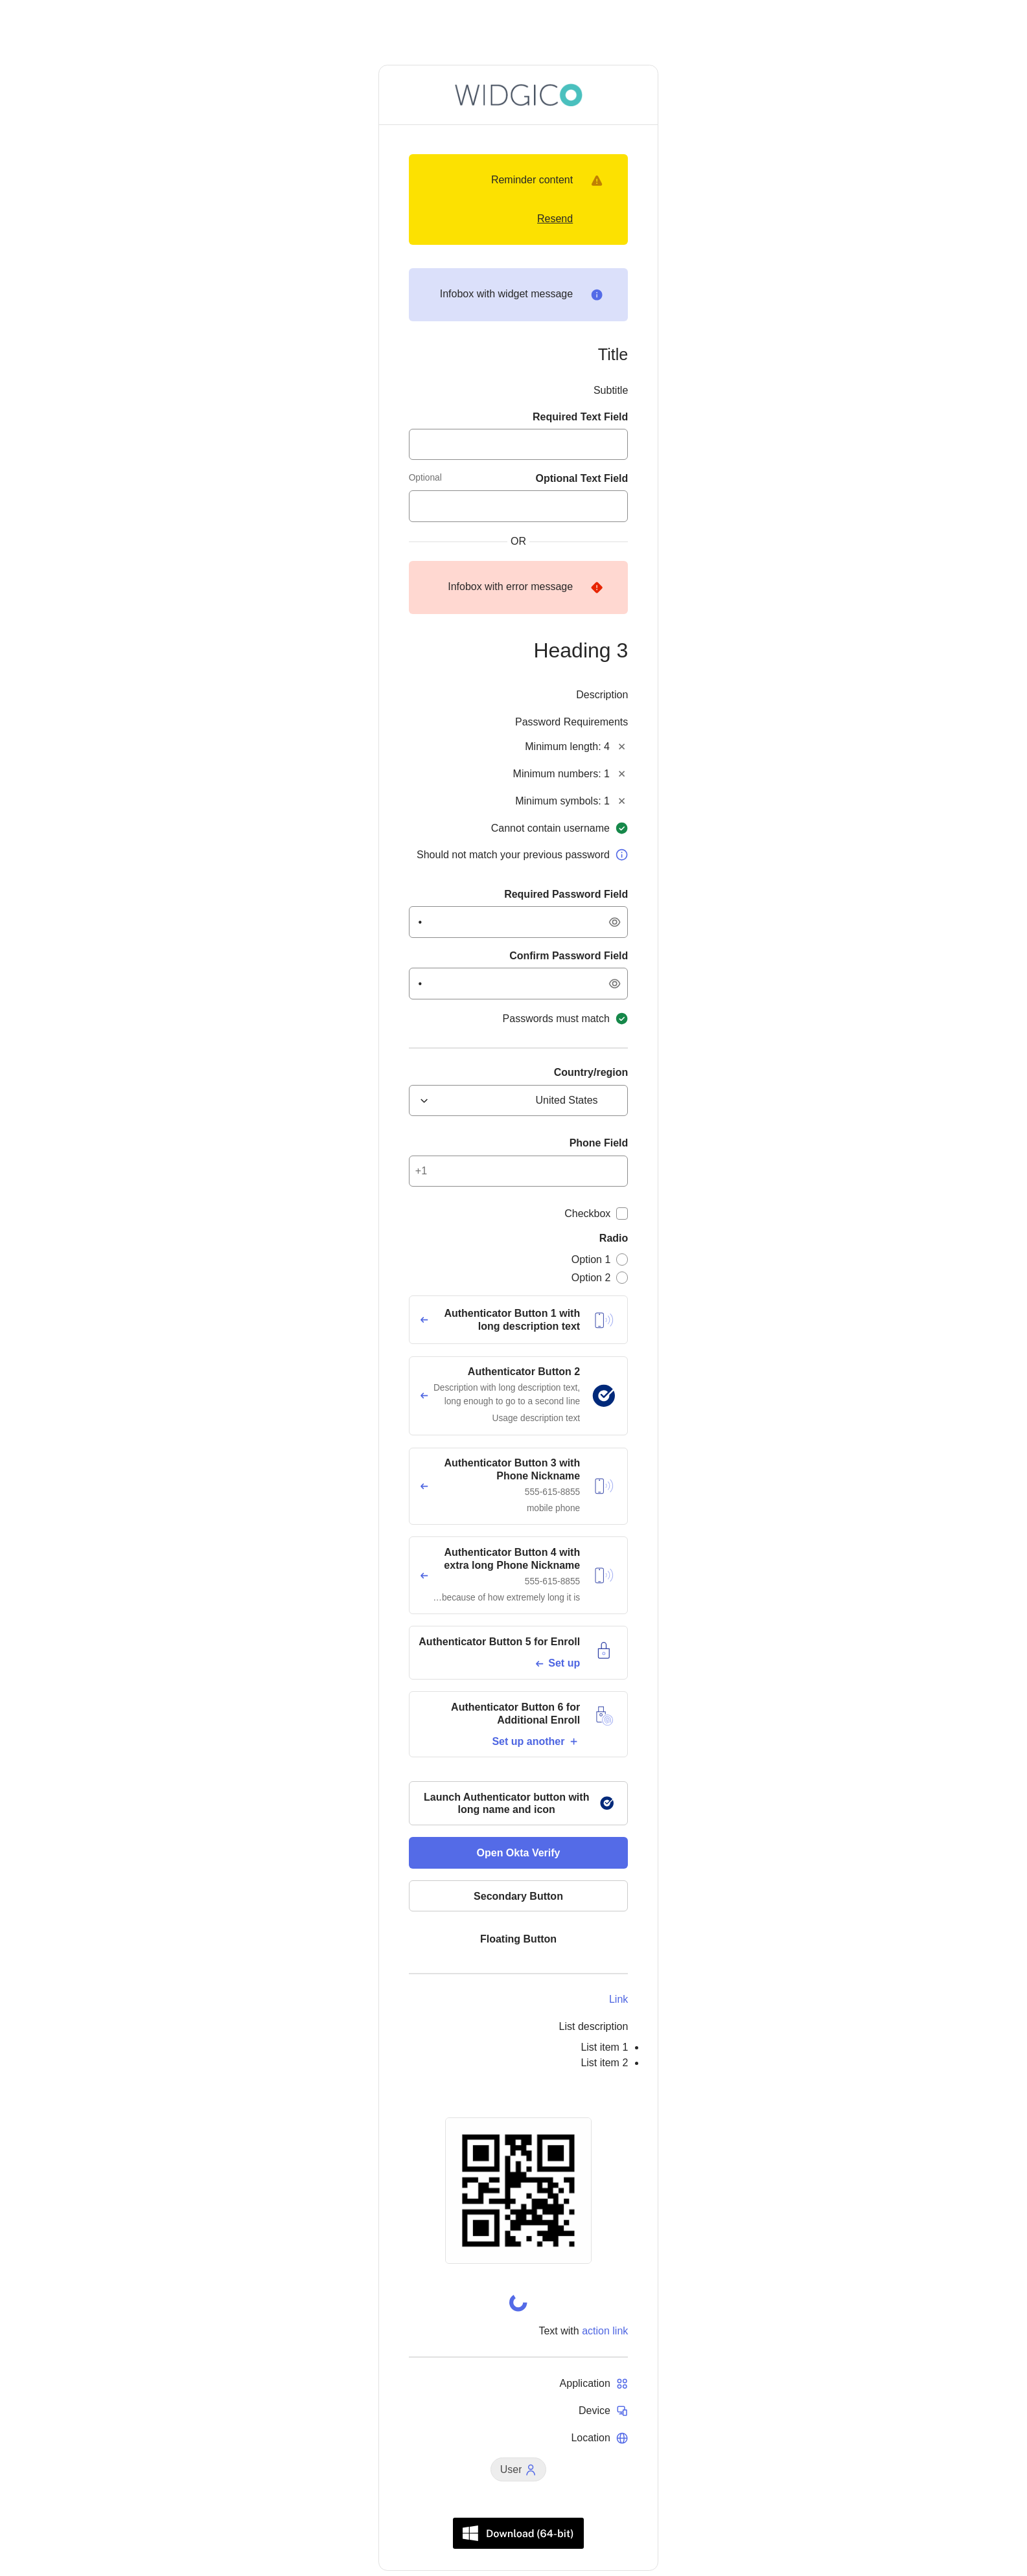 WIDGICO
Reminder content
Resend
Infobox with widget message
Title
Subtitle
Required Text Field
Optional Text Field
Optional
OR
Infobox with error message
Heading 3
Description
Password Requirements
Minimum length: 4
Minimum numbers: 1
Minimum symbols: 1
Cannot contain username
Should not match your previous password
Required Password Field
Confirm Password Field
Passwords must match
Country/region
United States
Phone Field
+1
Checkbox
Radio
Option 1
Option 2
Authenticator Button 1 with
long description text
Authenticator Button 2
Description with long description text,
long enough to go to a second line
Usage description text
Authenticator Button 3 with
Phone Nickname
555-615-8855
mobile phone
Authenticator Button 4 with
extra long Phone Nickname
555-615-8855
…because of how extremely long it is
Authenticator Button 5 for Enroll
Set up
Authenticator Button 6 for
Additional Enroll
Set up another
Launch Authenticator button with
long name and icon
Open Okta Verify
Secondary Button
Floating Button
Link
List description
List item 1
List item 2
Text with action link
Application
Device
Location
User
Download (64-bit)